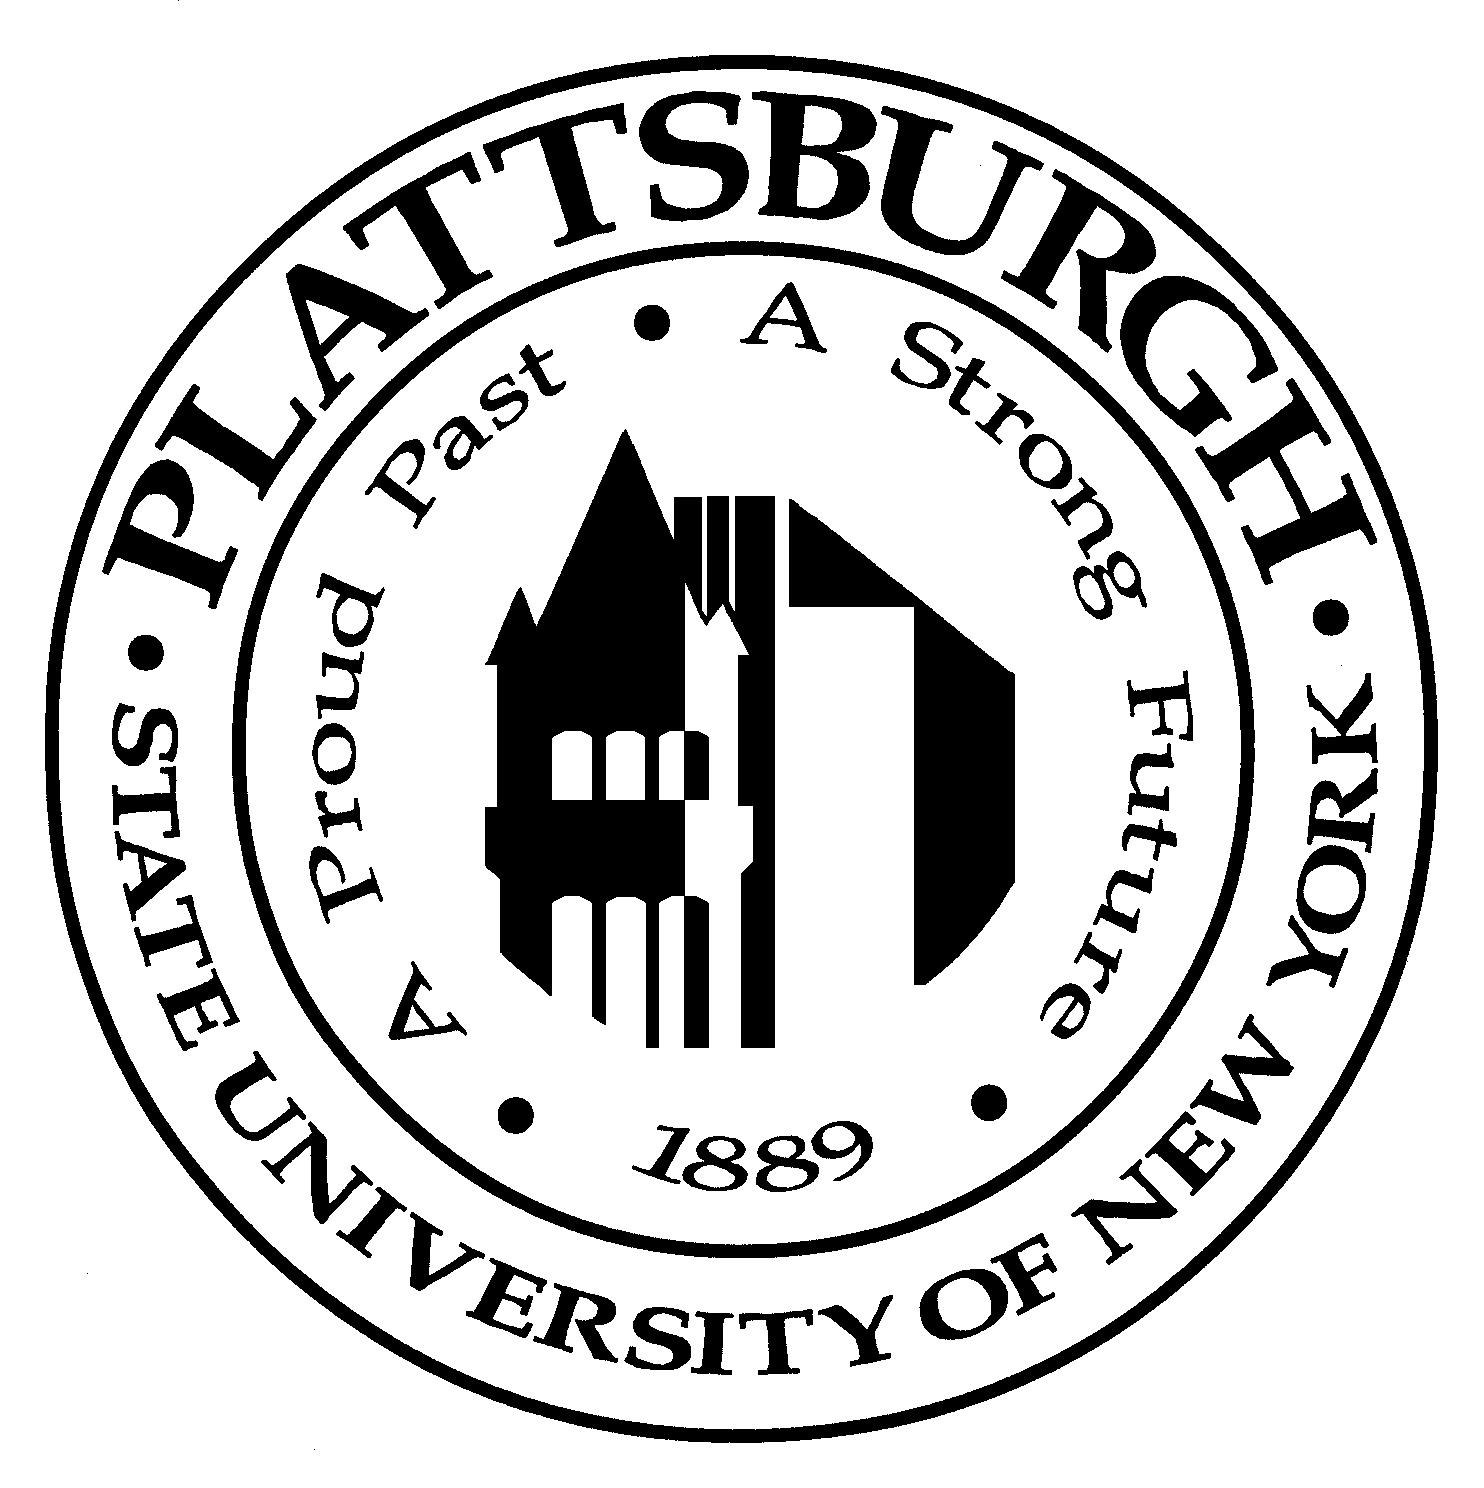 PLATTSBURGH
• STATE UNIVERSITY OF NEW YORK •
A Proud Past • A Strong Future
• 1889 •